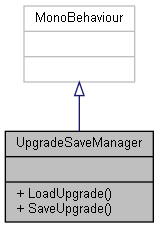 MonoBehaviour
UpgradeSaveManager
+ LoadUpgrade()
+ SaveUpgrade()